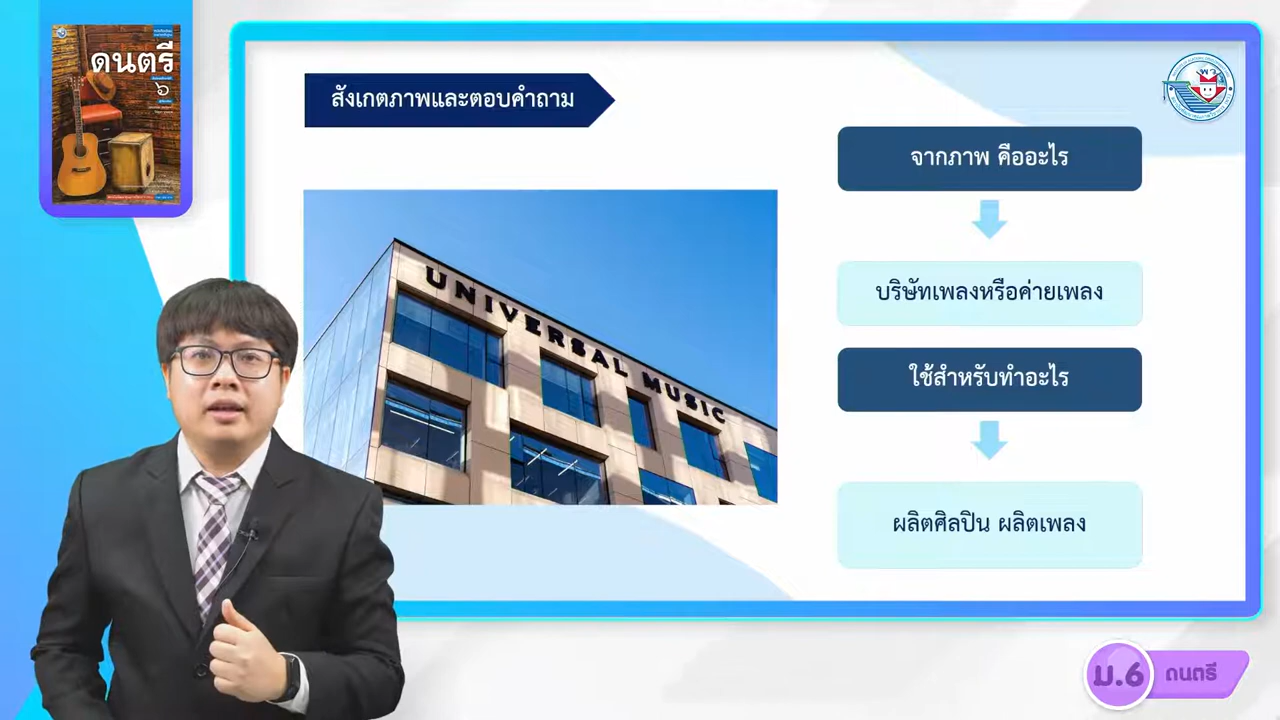 ดนตรี
๖
สังเกตภาพและตอบคำถาม
UNIVERSAL MUSIC
จากภาพ คืออะไร
บริษัทเพลงหรือค่ายเพลง
ใช้สำหรับทำอะไร
ผลิตศิลปิน ผลิตเพลง
ม.6
ดนตรี